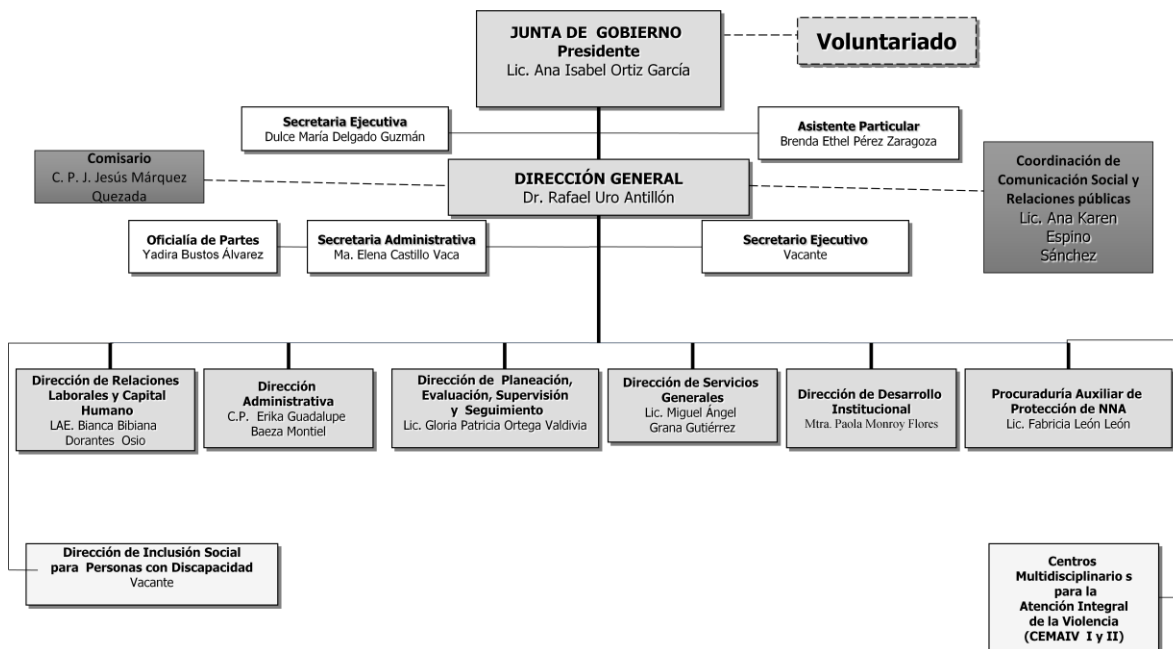 JUNTA DE GOBIERNO
Presidente
Lic. Ana Isabel Ortiz García
Voluntariado
Secretaria Ejecutiva
Dulce María Delgado Guzmán
Asistente Particular
Brenda Ethel Pérez Zaragoza
Comisario
C. P. J. Jesús Márquez
Quezada
DIRECCIÓN GENERAL
Dr. Rafael Uro Antillón
Coordinación de
Comunicación Social y
Relaciones públicas
Lic. Ana Karen
Espino
Sánchez
Oficialía de Partes
Yadira Bustos Álvarez
Secretaria Administrativa
Ma. Elena Castillo Vaca
Secretario Ejecutivo
Vacante
Dirección de Relaciones
Laborales y Capital
Humano
LAE. Bianca Bibiana
Dorantes Osio
Dirección
Administrativa
C.P. Erika Guadalupe
Baeza Montiel
Dirección de Planeación,
Evaluación, Supervisión
y Seguimiento
Lic. Gloria Patricia Ortega Valdivia
Dirección de Servicios
Generales
Lic. Miguel Ángel
Grana Gutiérrez
Dirección de Desarrollo
Institucional
Mtra. Paola Monroy Flores
Procuraduría Auxiliar de
Protección de NNA
Lic. Fabricia León León
Dirección de Inclusión Social
para Personas con Discapacidad
Vacante
Centros
Multidisciplinario s
para la
Atención Integral
de la Violencia
(CEMAIV I y II)